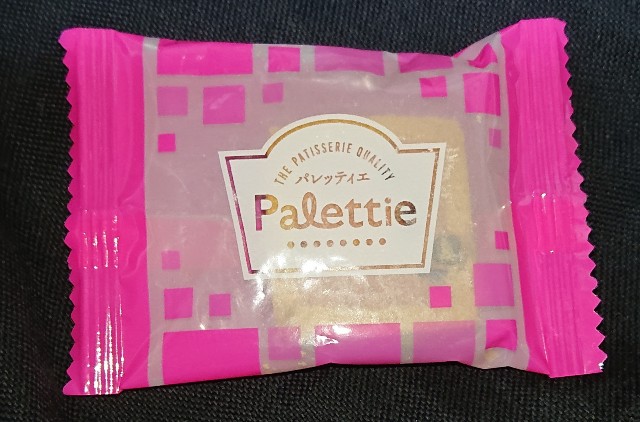 THE PATISSERIE QUALITY
パレッティエ
Palettie